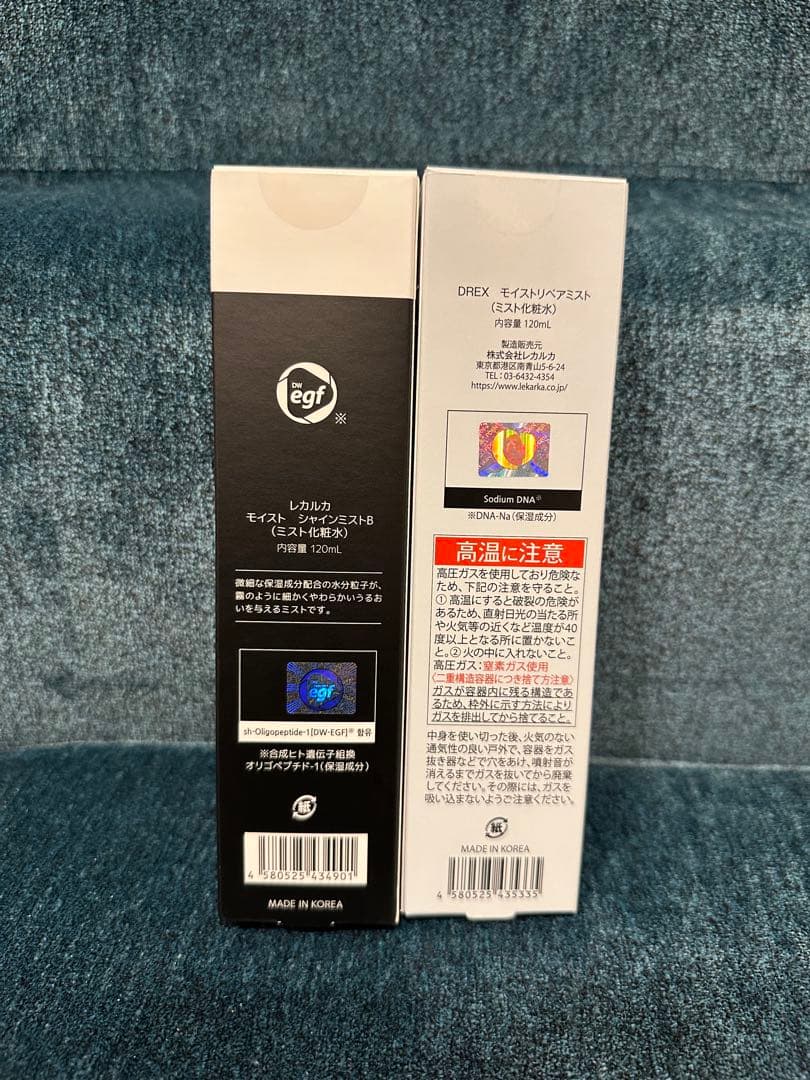 DW
egf
※
レカルカ
モイスト シャインミストB
(ミスト化粧水)
内容量 120mL
微細な保湿成分配合の水分粒子が、
霧のように細かくやわらかいうるお
いを与えるミストです。
egf
sh-Oligopeptide-1[DW-EGF]※ 함유
※合成ヒト遺伝子組換
オリゴペプチド-1(保湿成分)
紙
4 580525 434901
MADE IN KOREA
DREX モイストリペアミスト
(ミスト化粧水)
内容量 120mL
製造販売元
株式会社レカルカ
東京都港区南青山5-6-24
TEL:03-6432-4354
https://www.lekarka.co.jp/
Sodium DNA※
※DNA-Na(保湿成分)
高温に注意
高圧ガスを使用しており危険な
ため、下記の注意を守ること。
①高温にすると破裂の危険が
あるため、直射日光の当たる所
や火気等の近くなど温度が40
度以上となる所に置かないこ
と。②火の中に入れないこと。
高圧ガス:窒素ガス使用
〈二重構造容器につき捨て方注意〉
ガスが容器内に残る構造であ
るため、枠外に示す方法により
ガスを排出してから捨てること。
中身を使い切った後、火気のない
通気性の良い戸外で、容器をガス
抜き器などで穴をあけ、噴射音が
消えるまでガスを抜いてから廃棄
してください。その際には、ガスを
吸い込まないようご注意ください。
紙
MADE IN KOREA
4 580525 435335